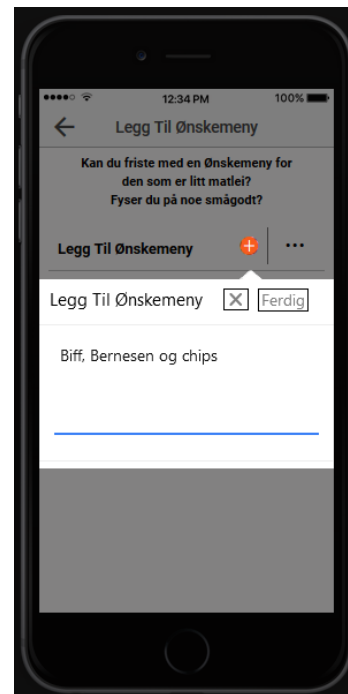 12:34 PM 100%
Legg Til Ønskemeny
Kan du friste med en Ønskemeny for
den som er litt matlei?
Fyser du på noe smågodt?
Legg Til Ønskemeny
Legg Til Ønskemeny Ferdig
Biff, Bernesen og chips